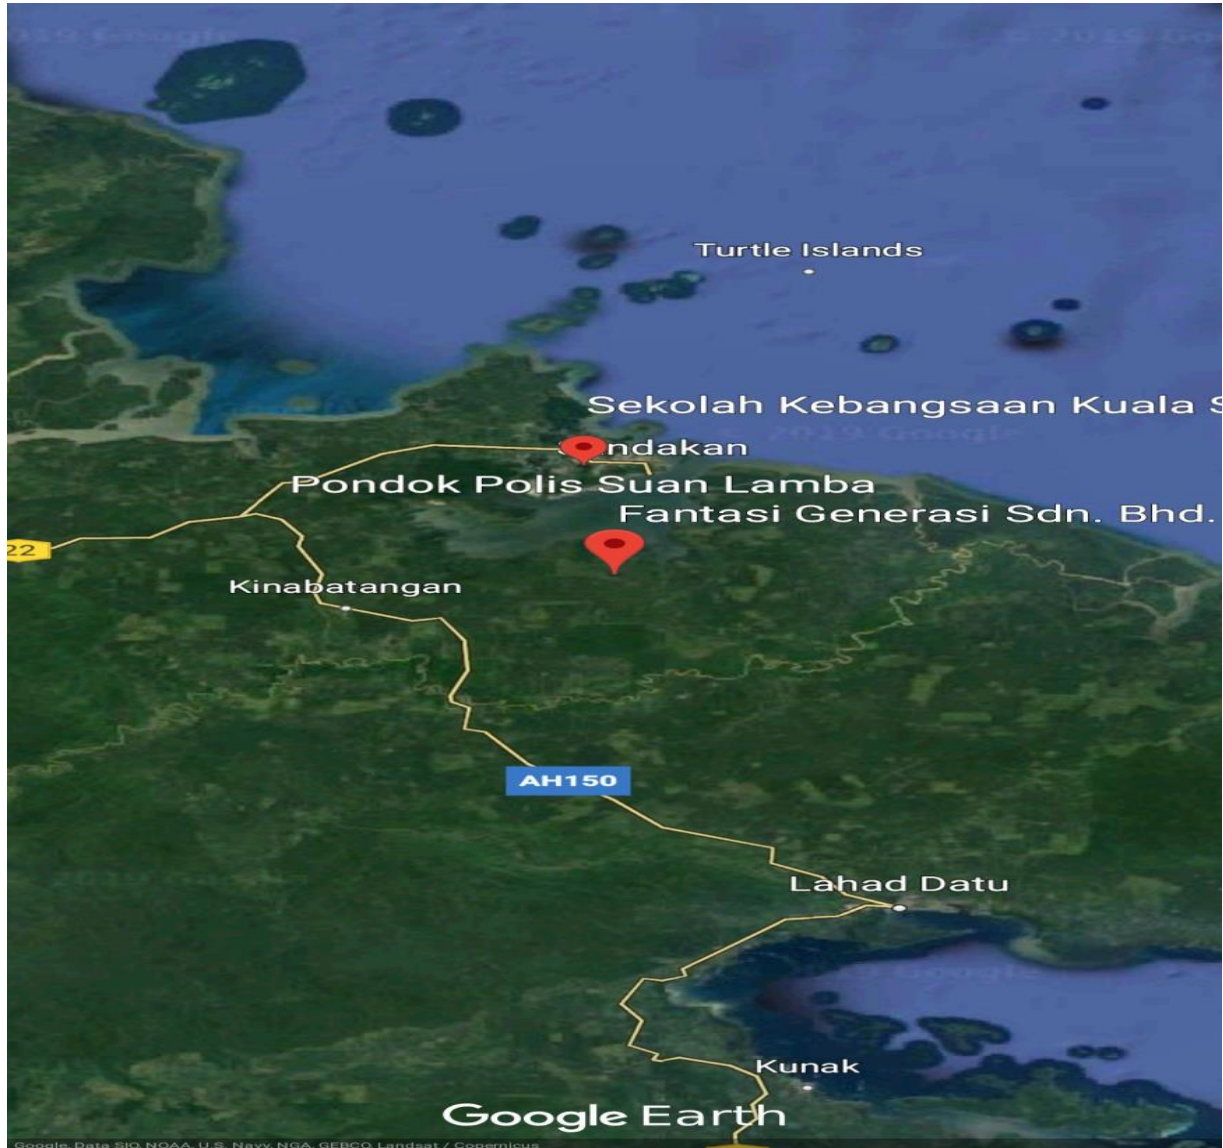 Turtle Islands
Sekolah Kebangsaan Kuala S
ndakan
Pondok Polis Suan Lamba
Fantasi Generasi Sdn. Bhd.
22
Kinabatangan
AH150
Lahad Datu
Kunak
Google Earth
Google, Data SIO, NOAA, U.S. Navy, NGA, GEBCO, Landsat / Copernicus